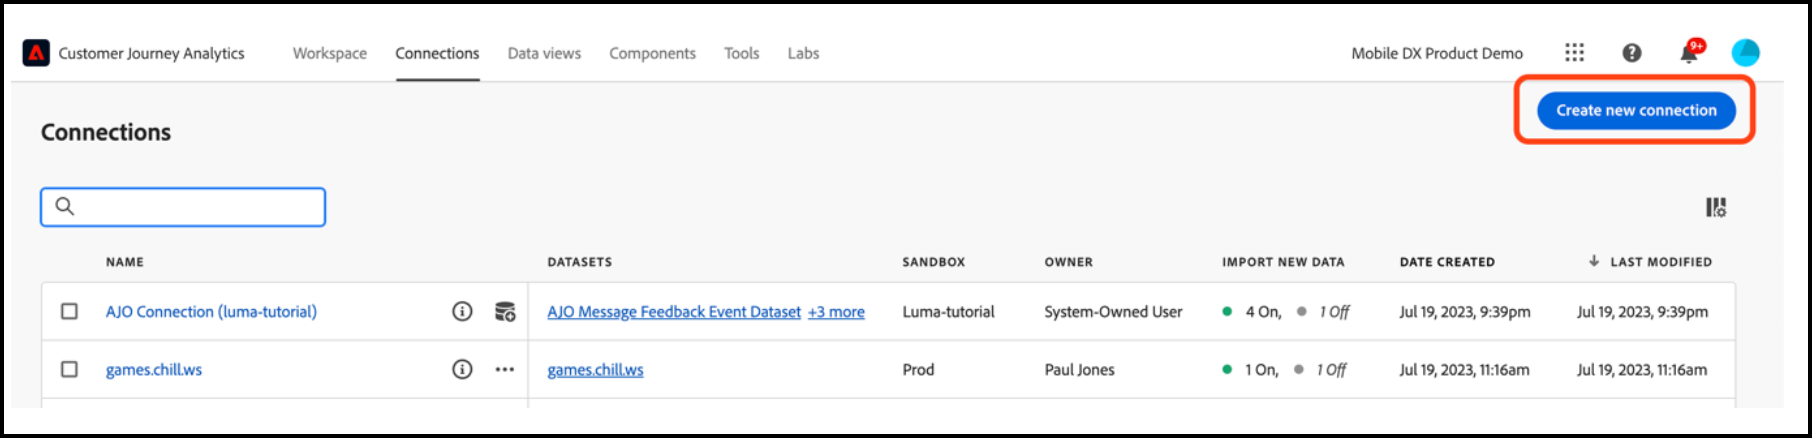 Customer Journey Analytics Workspace Connections Data views Components Tools Labs Mobile DX Product Demo 9+
Create new connection
Connections
NAME DATASETS SANDBOX OWNER IMPORT NEW DATA DATE CREATED LAST MODIFIED
AJO Connection (luma-tutorial) AJO Message Feedback Event Dataset +3 more Luma-tutorial System-Owned User 4 On, 1 Off Jul 19, 2023, 9:39pm Jul 19, 2023, 9:39pm
games.chill.ws games.chill.ws Prod Paul Jones 1 On, 1 Off Jul 19, 2023, 11:16am Jul 19, 2023, 11:16am